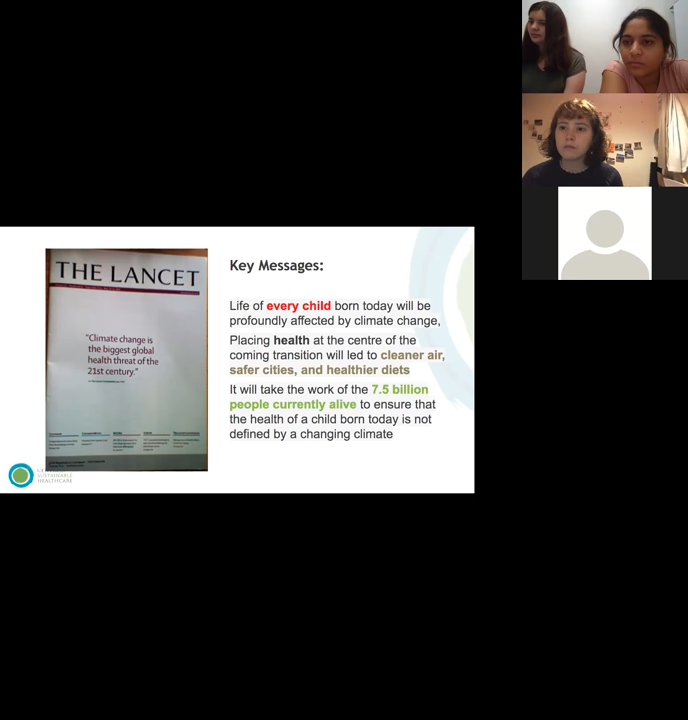 THE LANCET
"Climate change is
the biggest global
health threat of the
21st century."
Key Messages:
Life of every child born today will be
profoundly affected by climate change,
Placing health at the centre of the
coming transition will led to cleaner air,
safer cities, and healthier diets
It will take the work of the 7.5 billion
people currently alive to ensure that
the health of a child born today is not
defined by a changing climate
SUSTAINABLE
HEALTHCARE